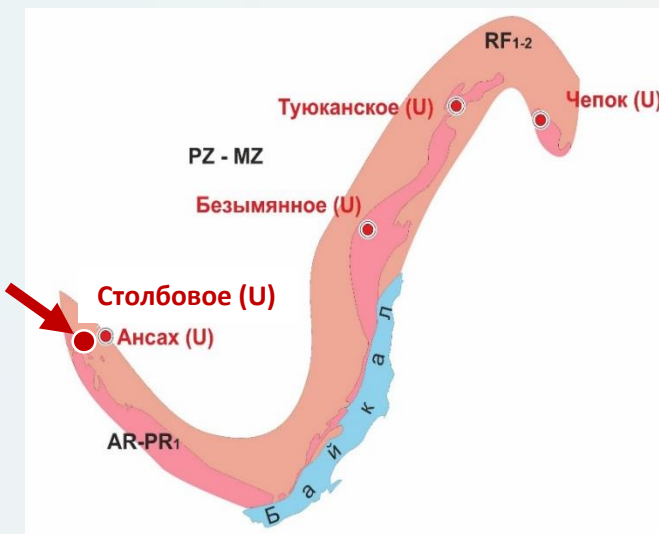 RF1-2
Туюканское (U)
Чепок (U)
PZ - MZ
Безымянное (U)
Столбовое (U)
Ансах (U)
AR-PR1
Байкал